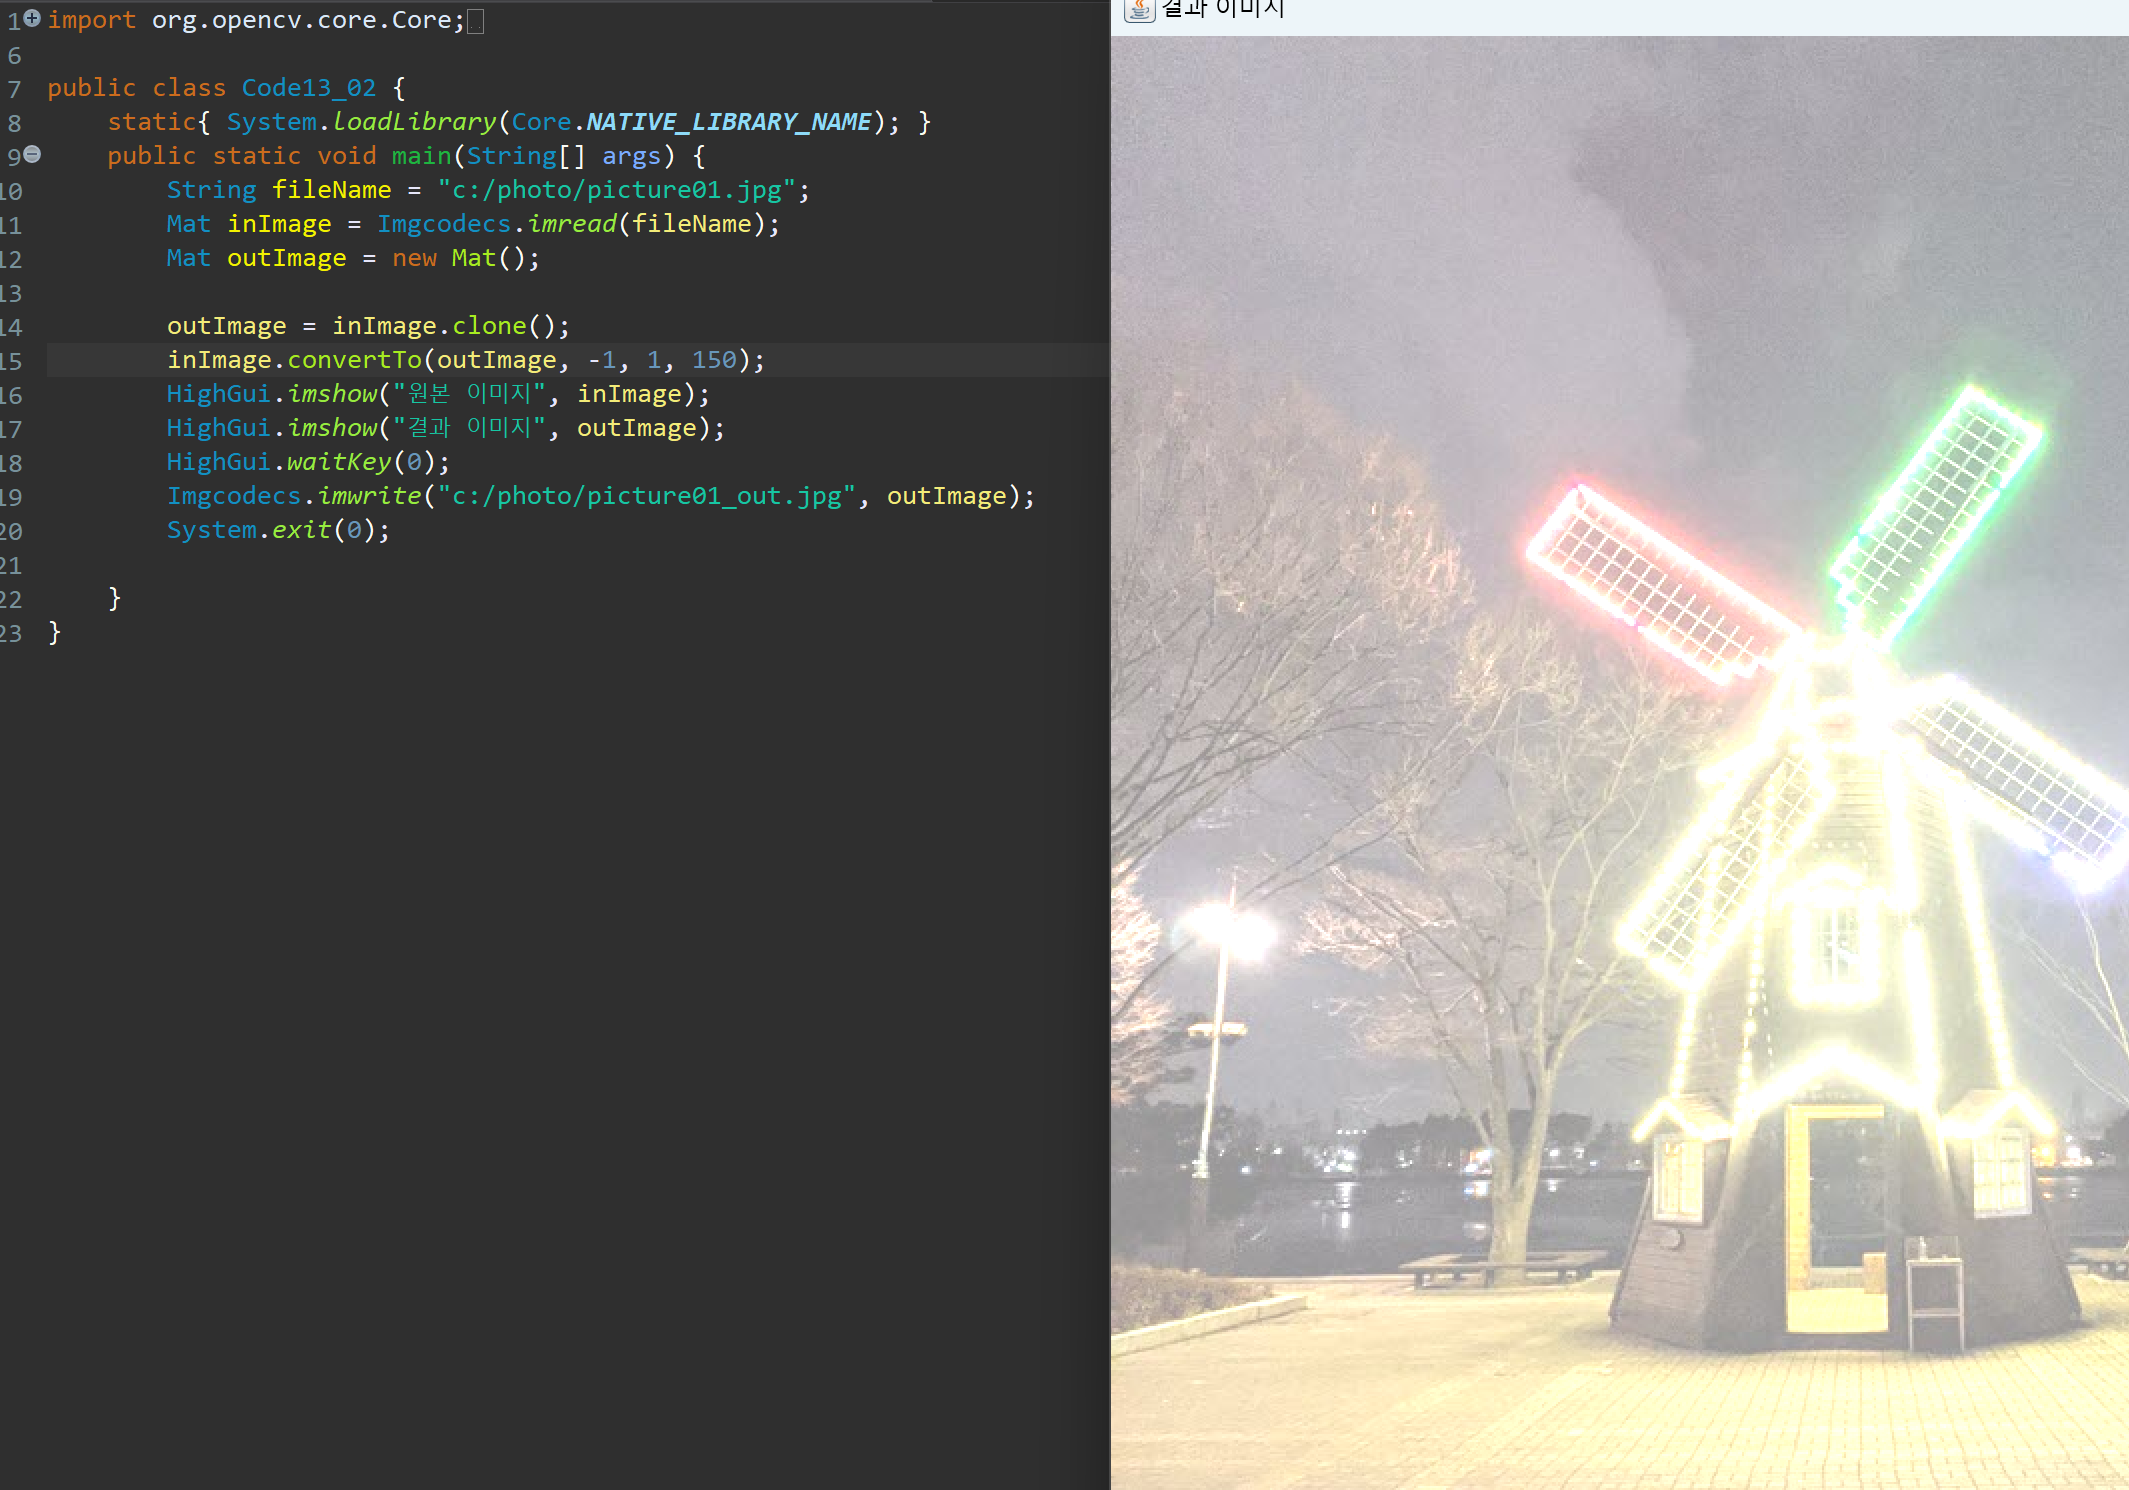 1 import org.opencv.core.Core;
6
7 public class Code13_02 {
8 static{ System.loadLibrary(Core.NATIVE_LIBRARY_NAME); }
9 public static void main(String[] args) {
10 String fileName = "c:/photo/picture01.jpg";
11 Mat inImage = Imgcodecs.imread(fileName);
12 Mat outImage = new Mat();
13
14 outImage = inImage.clone();
15 inImage.convertTo(outImage, -1, 1, 150);
16 HighGui.imshow("원본 이미지", inImage);
17 HighGui.imshow("결과 이미지", outImage);
18 HighGui.waitKey(0);
19 Imgcodecs.imwrite("c:/photo/picture01_out.jpg", outImage);
20 System.exit(0);
21
22 }
23 }
결과 이미지